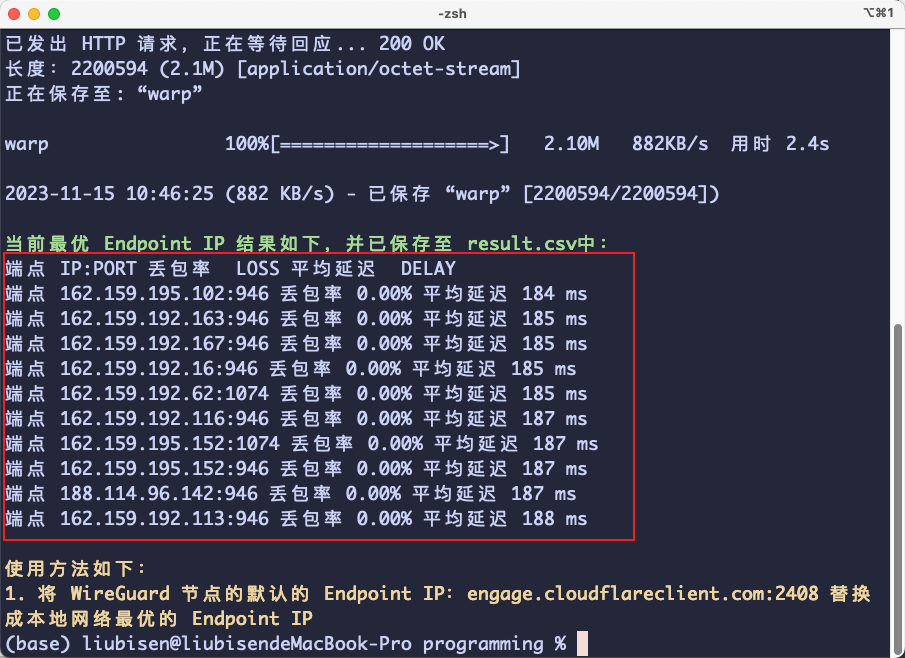 -zsh
⌥⌘1
已发出 HTTP 请求，正在等待回应... 200 OK
长度：2200594 (2.1M) [application/octet-stream]
正在保存至: “warp”
warp 100%[===================>] 2.10M 882KB/s 用时 2.4s
2023-11-15 10:46:25 (882 KB/s) - 已保存 “warp” [2200594/2200594])
当前最优 Endpoint IP 结果如下，并已保存至 result.csv中：
端点 IP:PORT 丢包率 LOSS 平均延迟 DELAY
端点 162.159.195.102:946 丢包率 0.00% 平均延迟 184 ms
端点 162.159.192.163:946 丢包率 0.00% 平均延迟 185 ms
端点 162.159.192.167:946 丢包率 0.00% 平均延迟 185 ms
端点 162.159.192.16:946 丢包率 0.00% 平均延迟 185 ms
端点 162.159.192.62:1074 丢包率 0.00% 平均延迟 185 ms
端点 162.159.192.116:946 丢包率 0.00% 平均延迟 187 ms
端点 162.159.195.152:1074 丢包率 0.00% 平均延迟 187 ms
端点 162.159.195.152:946 丢包率 0.00% 平均延迟 187 ms
端点 188.114.96.142:946 丢包率 0.00% 平均延迟 187 ms
端点 162.159.192.113:946 丢包率 0.00% 平均延迟 188 ms
使用方法如下：
1. 将 WireGuard 节点的默认的 Endpoint IP：engage.cloudflareclient.com:2408 替换
成本地网络最优的 Endpoint IP
(base) liubisen@liubisendeMacBook-Pro programming %